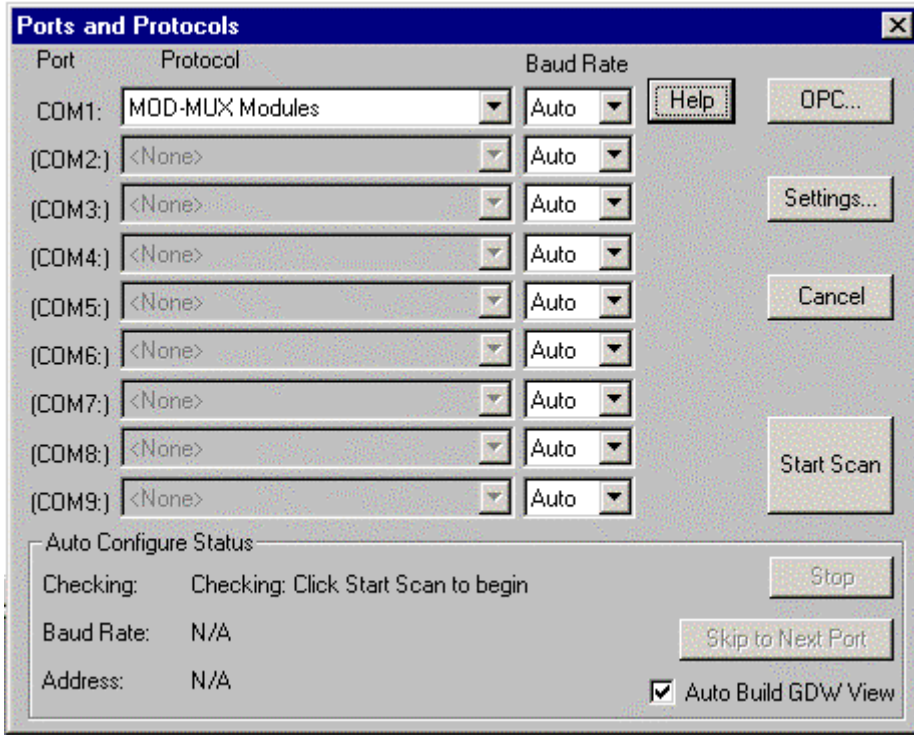 Ports and Protocols
Port Protocol Baud Rate
COM1: MOD-MUX Modules Auto Help OPC...
(COM2:) <None> Auto
(COM3:) <None> Auto Settings...
(COM4:) <None> Auto
(COM5:) <None> Auto Cancel
(COM6:) <None> Auto
(COM7:) <None> Auto
(COM8:) <None> Auto Start Scan
(COM9:) <None> Auto
Auto Configure Status
Checking: Checking: Click Start Scan to begin Stop
Baud Rate: N/A Skip to Next Port
Address: N/A Auto Build GDW View